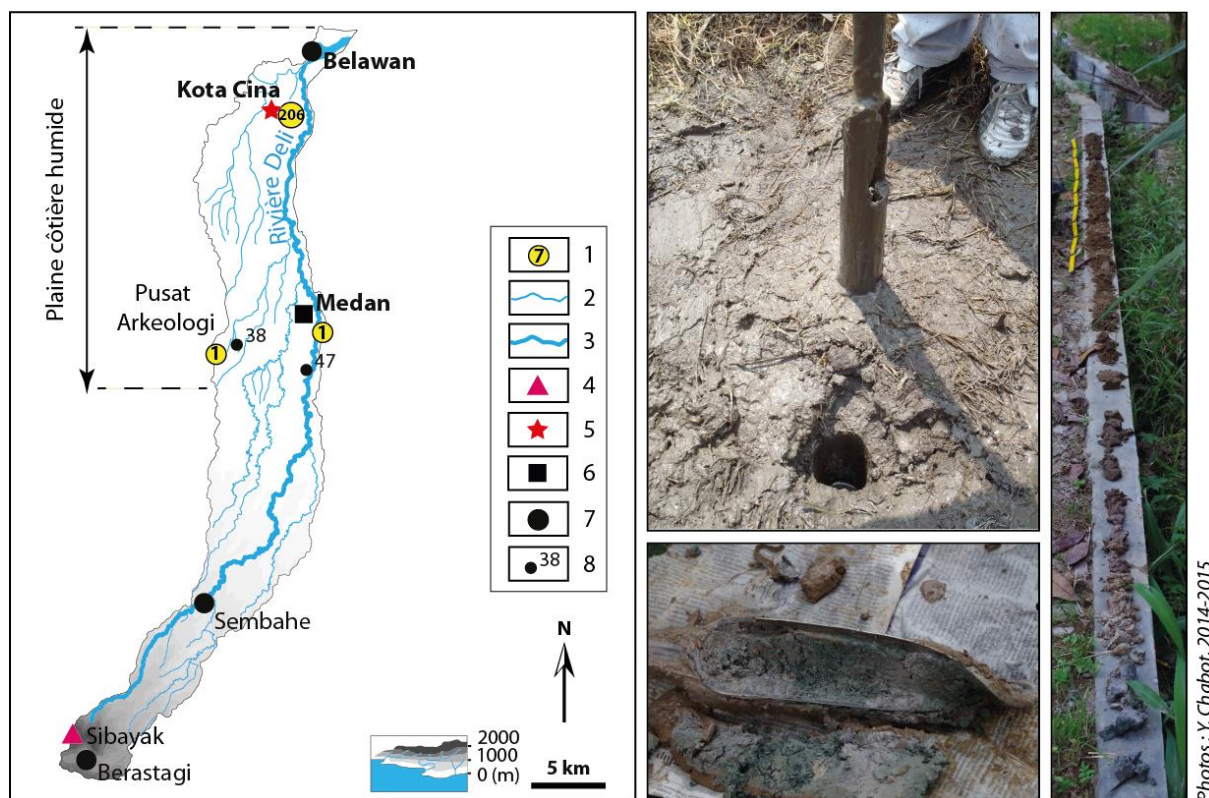 Plaine côtière humide
Belawan
Kota Cina
206
Rivière Deli
Pusat
Arkeologi
38
1
Medan
1
47
Sembahe
Sibayak
Berastagi
7 1
2
3
4
5
6
7
38 8
N
2000
1000
0 (m)
5 km
Photos : Y. Chabot, 2014-2015